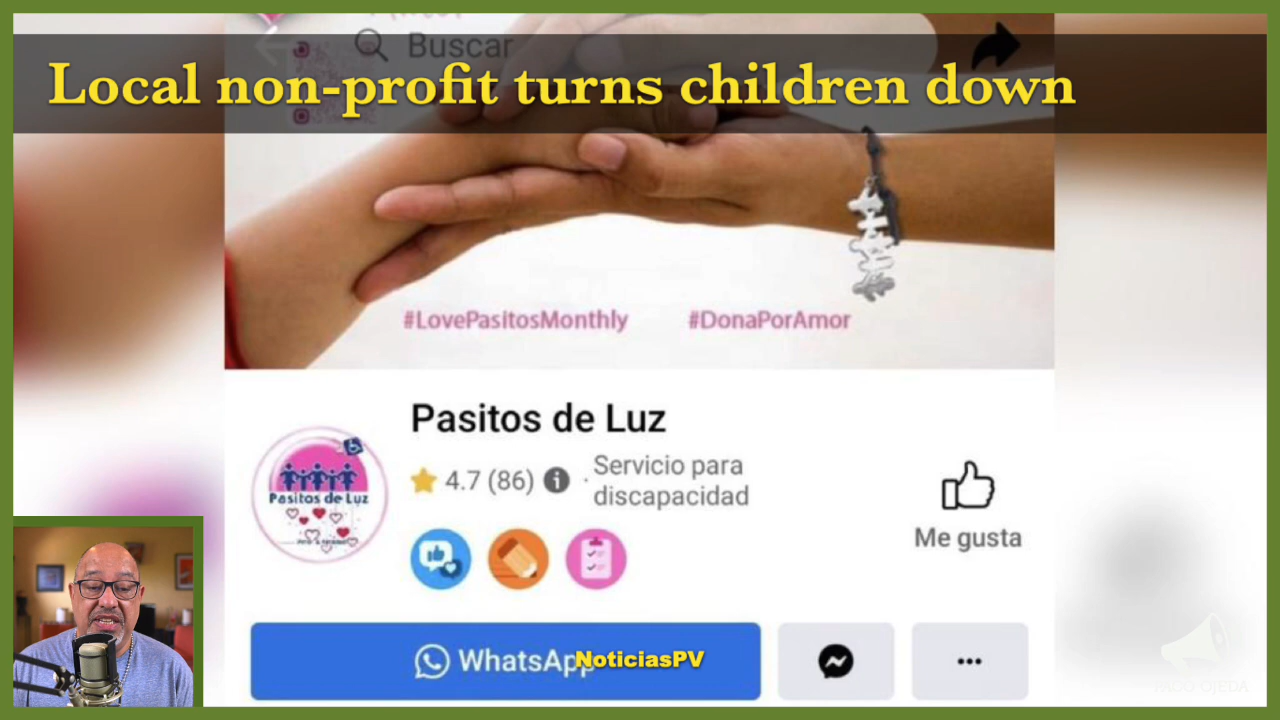 Buscar
Local non-profit turns children down
#LovePasitosMonthly #DonaPorAmor
Pasitos de Luz
4.7 (86) · Servicio para
discapacidad
Pasitos de Luz
Me gusta
WhatsApp
NoticiasPV
OJEDA